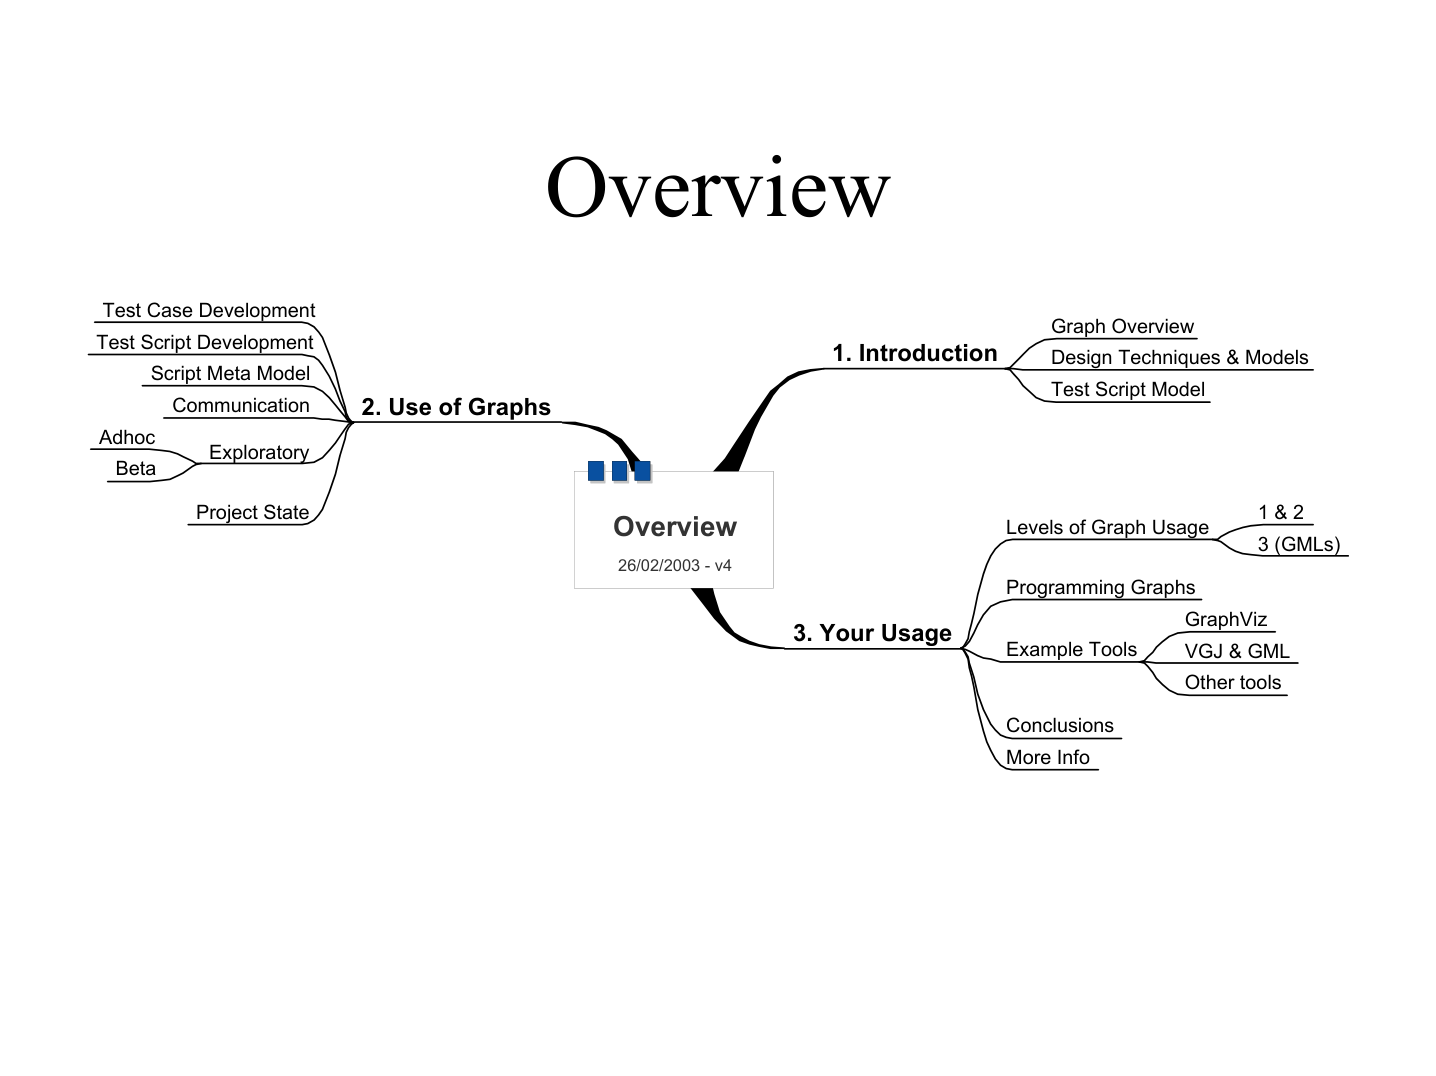 Overview
1. Introduction
Graph Overview
Design Techniques & Models
Test Script Model
2. Use of Graphs
Test Case Development
Test Script Development
Script Meta Model
Communication
Exploratory
Adhoc
Beta
Project State
Overview
26/02/2003 - v4
3. Your Usage
Levels of Graph Usage
1 & 2
3 (GMLs)
Programming Graphs
Example Tools
GraphViz
VGJ & GML
Other tools
Conclusions
More Info